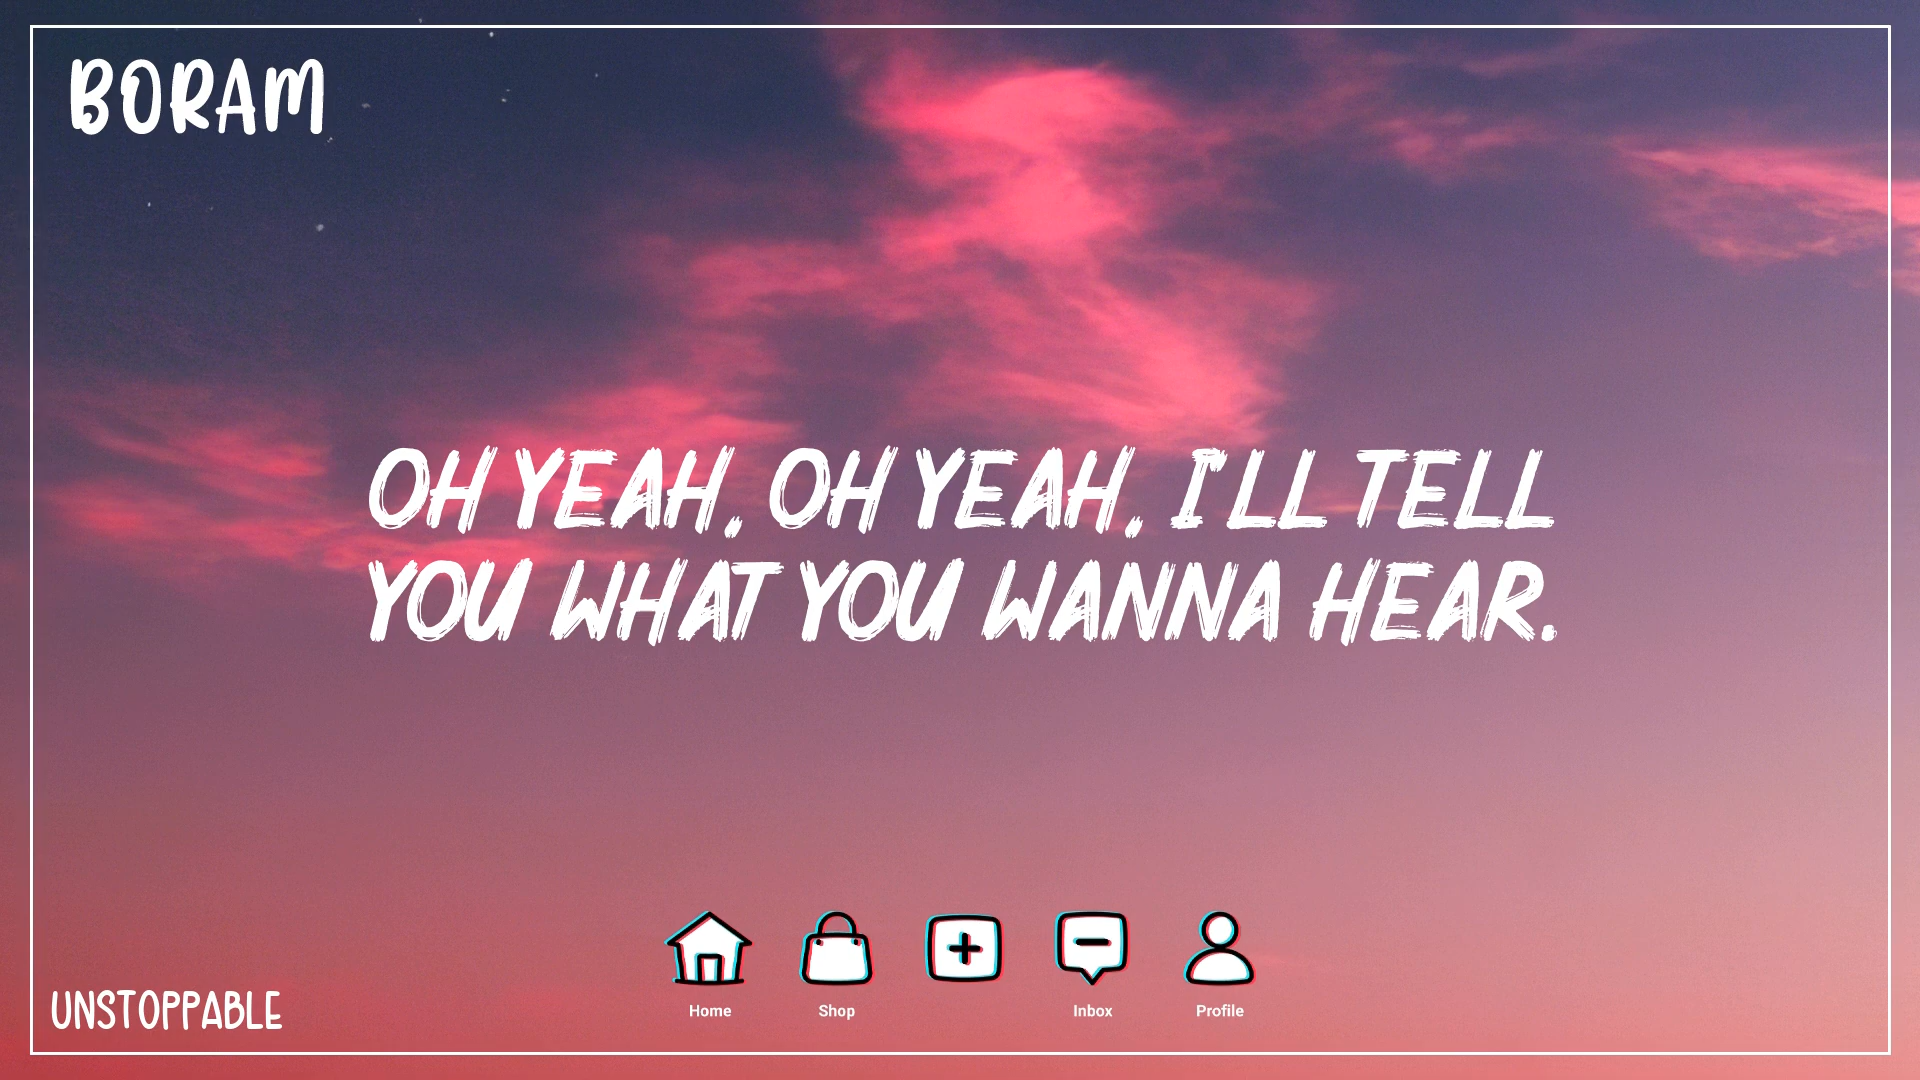 BORAM
OH YEAH, OH YEAH, I'LL TELL
YOU WHAT YOU WANNA HEAR.
Home
Shop
Inbox
Profile
UNSTOPPABLE